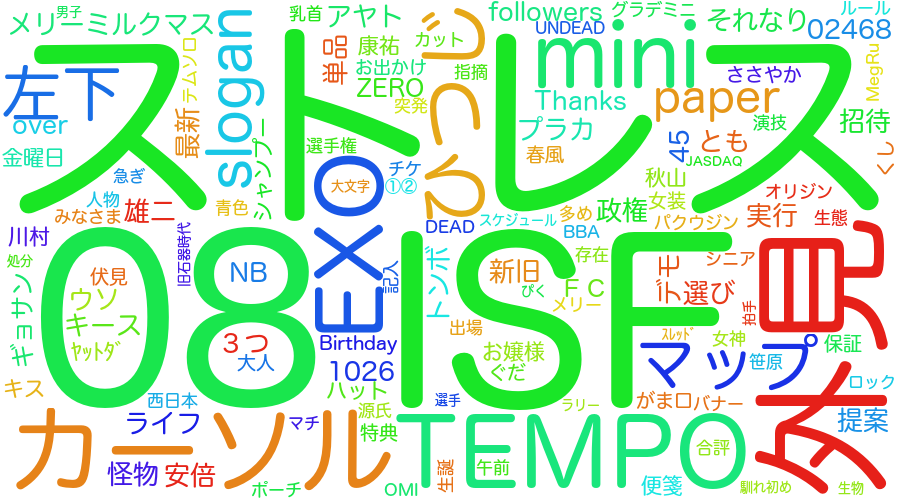 男子
メリーミルクマス
slogan
乳首
アヤト
づつ
followers
グラデミニ
ルール
それなり
02468
UNDEAD
カット
mini
ストレス
単品
康祐
お出かけ
指摘
ZERO
突発
テムソロ
最新
左下
over
金曜日
急ぎ
人物
みなさま
雄二
青色
シャンプー
選手権
EXO
大文字
チケ
①②
ひ
DEAD
Thanks
paper
ささやか
MegRu
プラカ
春風
45
とも
演技
招待
JASDAQ
くし
秋山
女装
オリジン
多め
政権
パクウジン
実行
生態
スケジュール
BBA
川村
処分
旧石器時代
伏見
NB
08
ISF
記入
トンボ
新旧
存在
FC
ぴく
メリー
デモ
下選び
シニア
外見
拍手
ギョサン
ウソ
キース
ﾔｯﾄﾀﾞ
3つ
大人
Birthday
1026
出場
お嬢様
ぐだ
マップ
ｽﾚｯﾄﾞ
女神
笹原
保証
キス
西日本
ライフ
マチ
ハット
源氏
特典
選手
ラリー
がま口
バナー
ロック
提案
カーソル
TEMPO
怪物
安倍
ポーチ
OMI
生誕
午前
便箋
合評
馴れ初め
生物